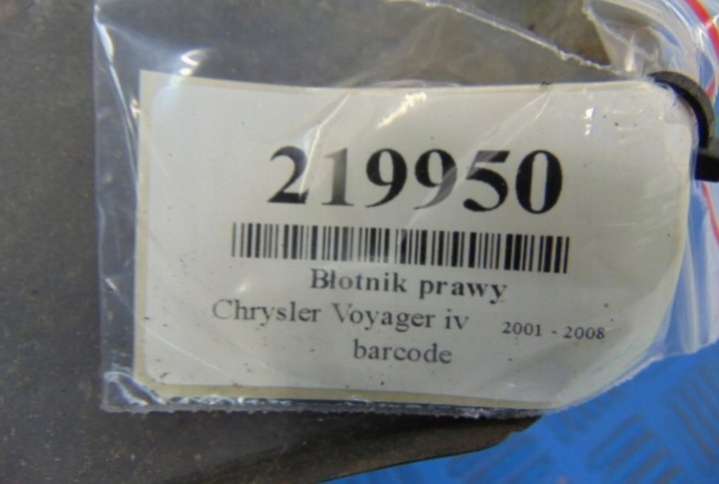 219950
Błotnik prawy
Chrysler Voyager iv 2001 - 2008
barcode